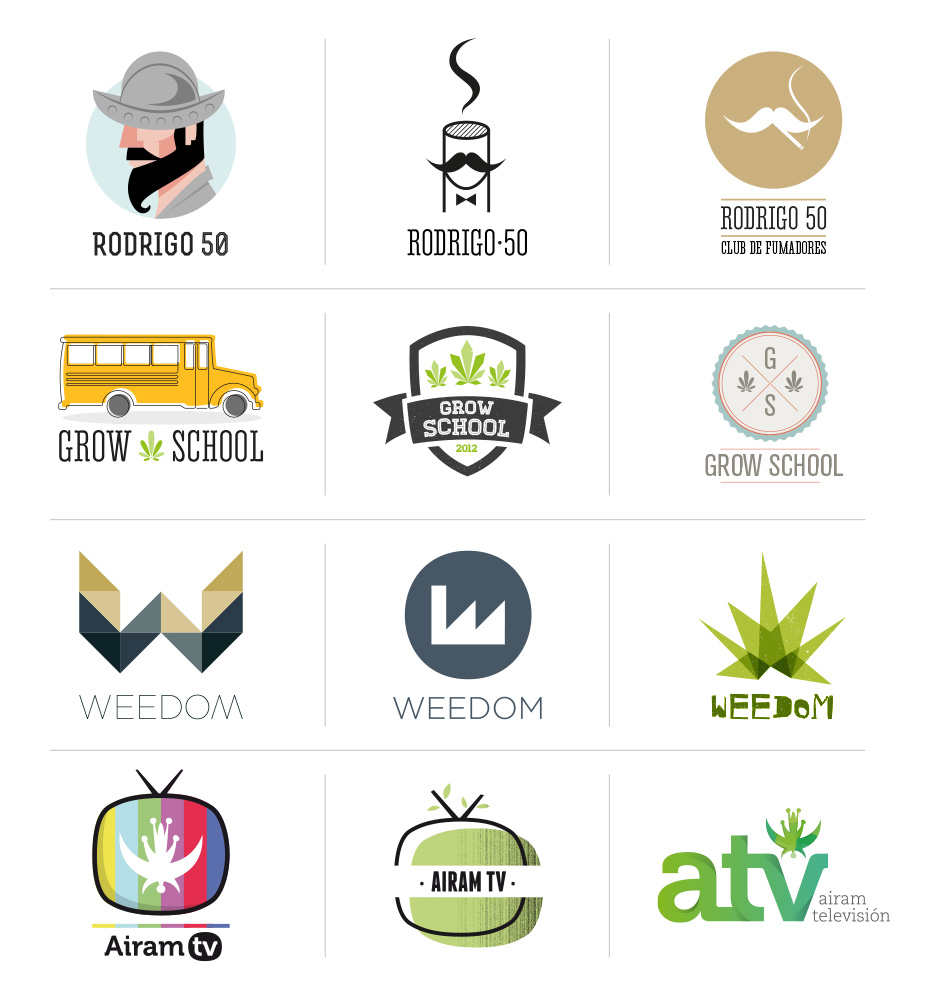 RODRIGO 50
RODRIGO·50
RODRIGO 50
CLUB DE FUMADORES
GROW SCHOOL
GROW
SCHOOL
2012
G
S
GROW SCHOOL
WEEDOM
WEEDOM
WEEDOM
Airam tv
· AIRAM TV ·
atv
airam
televisión